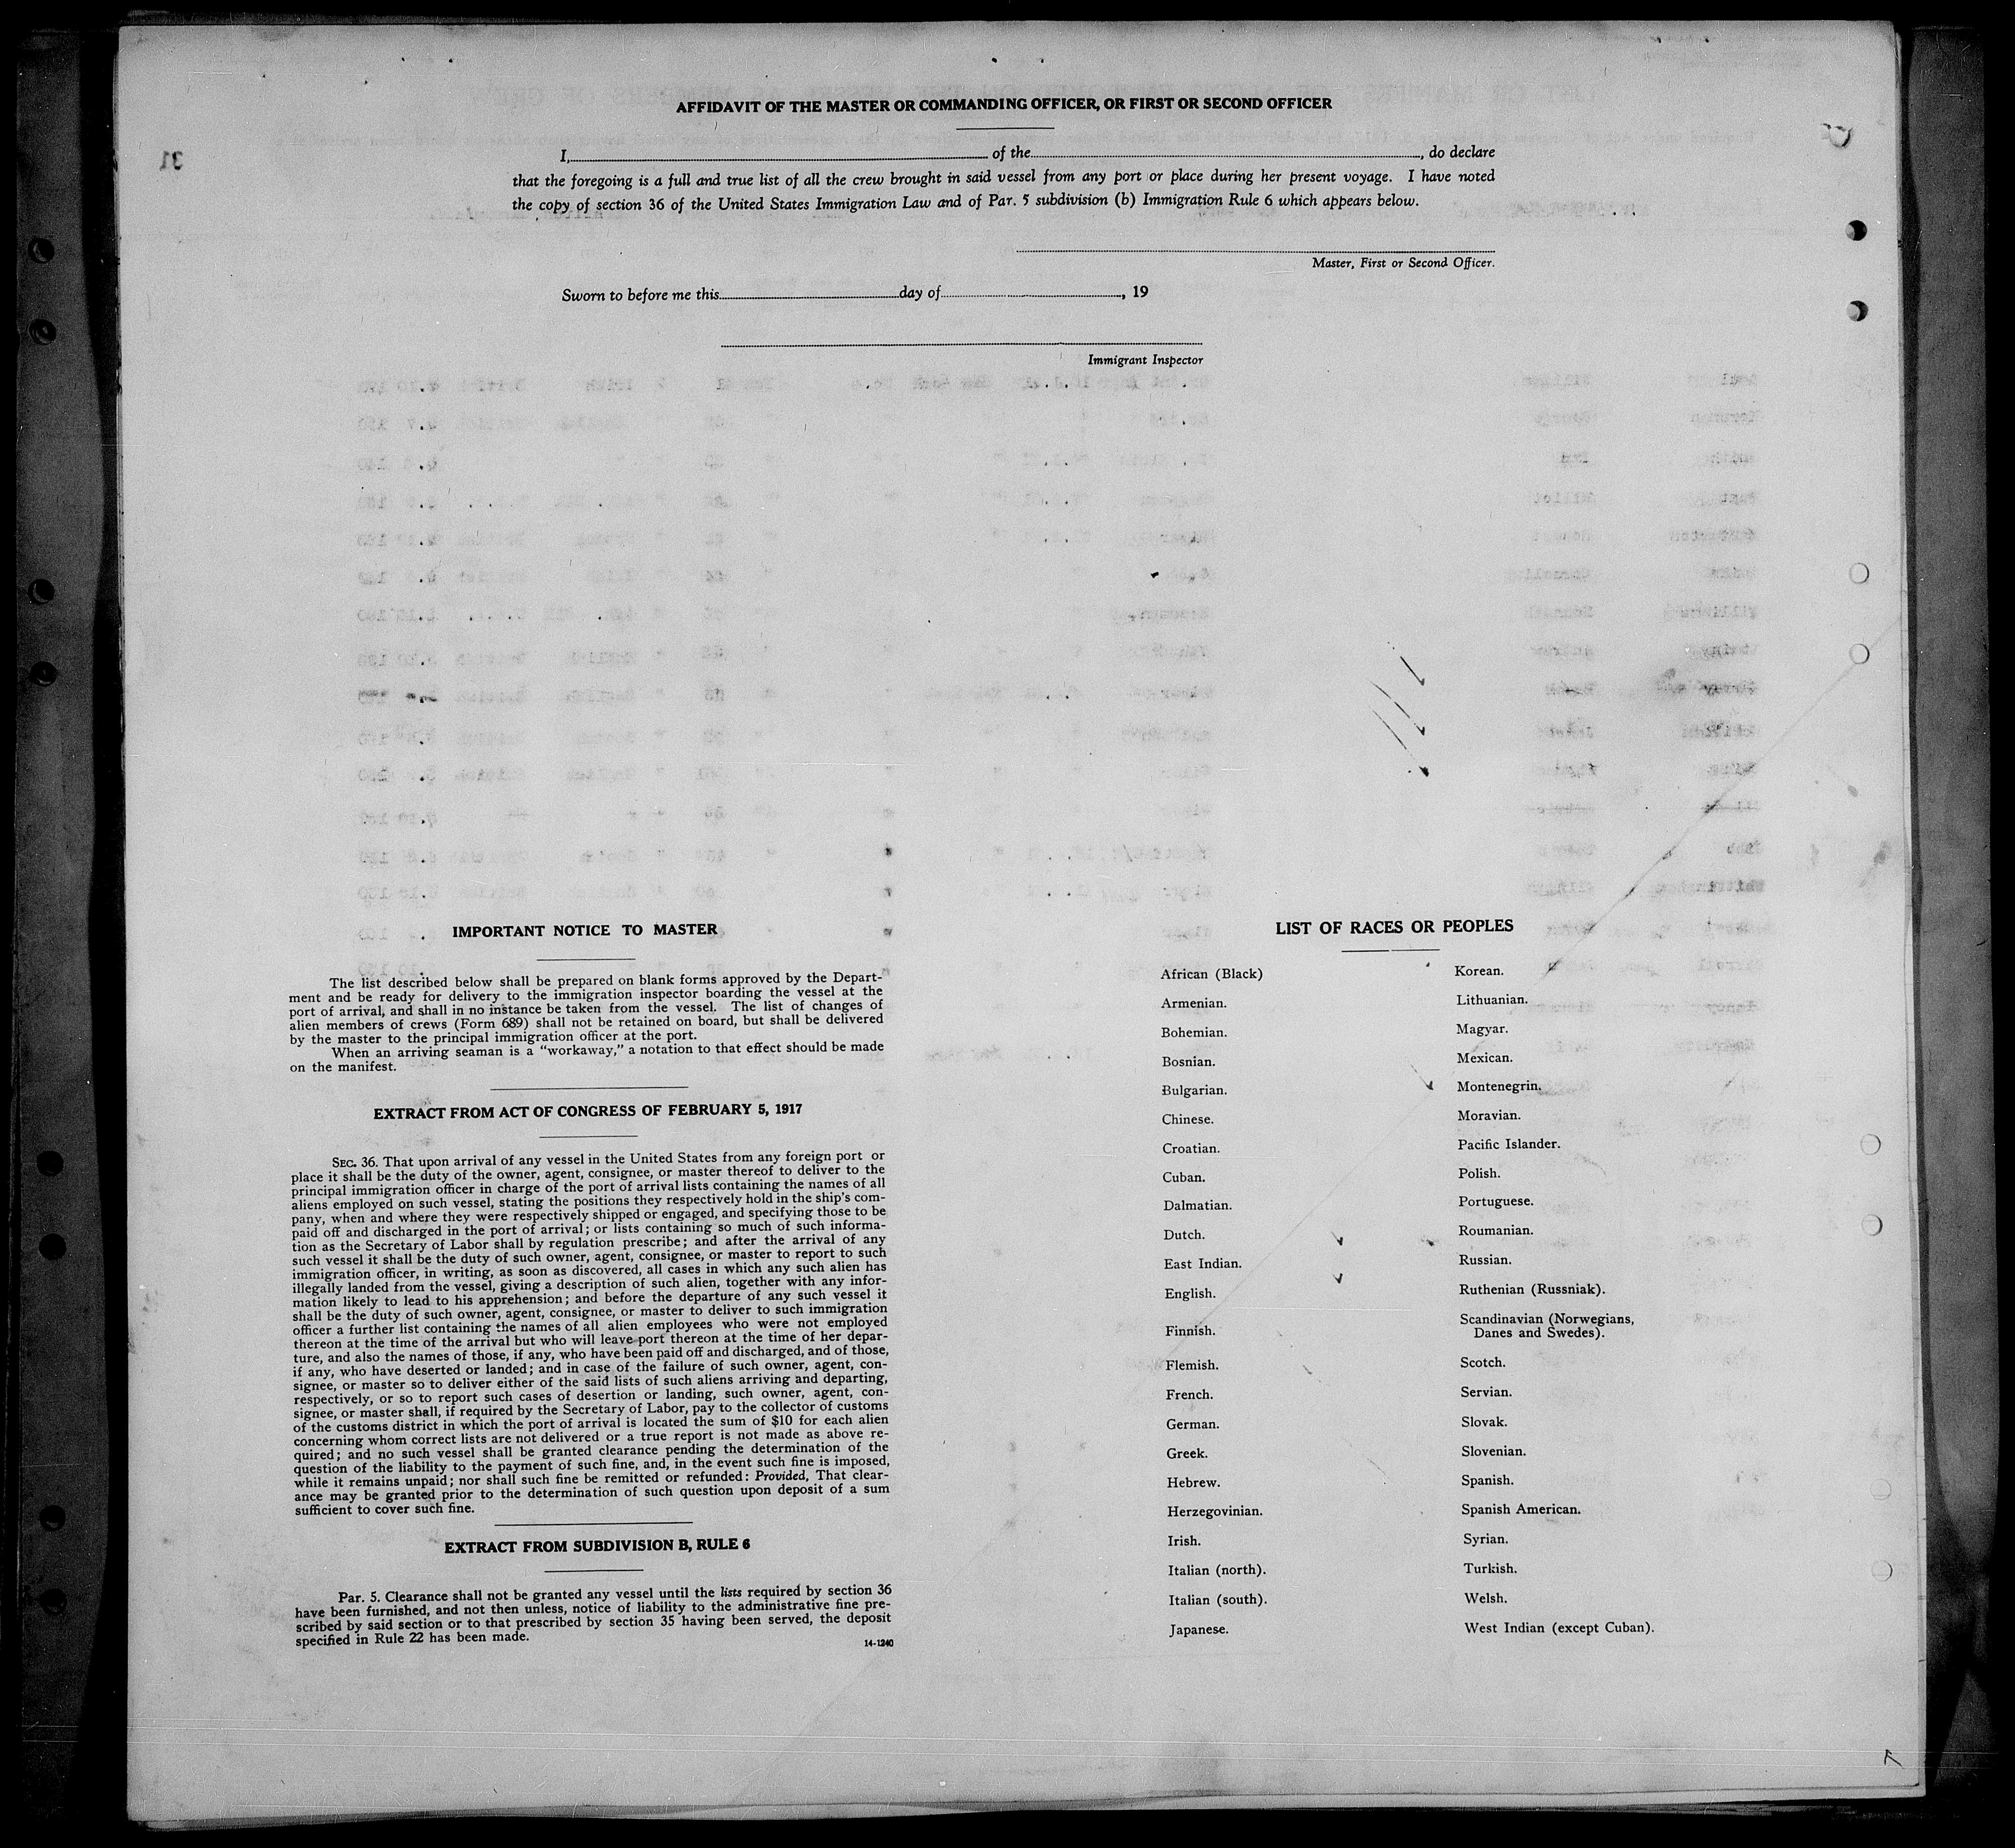 AFFIDAVIT OF THE MASTER OR COMMANDING OFFICER, OR FIRST OR SECOND OFFICER
I, of the , do declare
that the foregoing is a full and true list of all the crew brought in said vessel from any port or place during her present voyage. I have noted
the copy of section 36 of the United States Immigration Law and of Par. 5 subdivision (b) Immigration Rule 6 which appears below.
Master, First or Second Officer.
Sworn to before me this day of , 19
Immigrant Inspector
IMPORTANT NOTICE TO MASTER
The list described below shall be prepared on blank forms approved by the Depart-
ment and be ready for delivery to the immigration inspector boarding the vessel at the
port of arrival, and shall in no instance be taken from the vessel. The list of changes of
alien members of crews (Form 689) shall not be retained on board, but shall be delivered
by the master to the principal immigration officer at the port.
When an arriving seaman is a "workaway," a notation to that effect should be made
on the manifest.
EXTRACT FROM ACT OF CONGRESS OF FEBRUARY 5, 1917
SEC. 36. That upon arrival of any vessel in the United States from any foreign port or
place it shall be the duty of the owner, agent, consignee, or master thereof to deliver to the
principal immigration officer in charge of the port of arrival lists containing the names of all
aliens employed on such vessel, stating the positions they respectively hold in the ship's com-
pany, when and where they were respectively shipped or engaged, and specifying those to be
paid off and discharged in the port of arrival; or lists containing so much of such informa-
tion as the Secretary of Labor shall by regulation prescribe; and after the arrival of any
such vessel it shall be the duty of such owner, agent, consignee, or master to report to such
immigration officer, in writing, as soon as discovered, all cases in which any such alien has
illegally landed from the vessel, giving a description of such alien, together with any infor-
mation likely to lead to his apprehension; and before the departure of any such vessel it
shall be the duty of such owner, agent, consignee, or master to deliver to such immigration
officer a further list containing the names of all alien employees who were not employed
thereon at the time of the arrival but who will leave port thereon at the time of her depar-
ture, and also the names of those, if any, who have been paid off and discharged, and of those,
if any, who have deserted or landed; and in case of the failure of such owner, agent, con-
signee, or master so to deliver either of the said lists of such aliens arriving and departing,
respectively, or so to report such cases of desertion or landing, such owner, agent, con-
signee, or master shall, if required by the Secretary of Labor, pay to the collector of customs
of the customs district in which the port of arrival is located the sum of $10 for each alien
concerning whom correct lists are not delivered or a true report is not made as above re-
quired; and no such vessel shall be granted clearance pending the determination of the
question of the liability to the payment of such fine, and, in the event such fine is imposed,
while it remains unpaid; nor shall such fine be remitted or refunded: Provided, That clear-
ance may be granted prior to the determination of such question upon deposit of a sum
sufficient to cover such fine.
EXTRACT FROM SUBDIVISION B, RULE 6
Par. 5. Clearance shall not be granted any vessel until the lists required by section 36
have been furnished, and not then unless, notice of liability to the administrative fine pre-
scribed by said section or to that prescribed by section 35 having been served, the deposit
specified in Rule 22 has been made.
14-1240
LIST OF RACES OR PEOPLES
African (Black)
Armenian.
Bohemian.
Bosnian.
Bulgarian.
Chinese.
Croatian.
Cuban.
Dalmatian.
Dutch.
East Indian.
English.
Finnish.
Flemish.
French.
German.
Greek.
Hebrew.
Herzegovinian.
Irish.
Italian (north).
Italian (south).
Japanese.
Korean.
Lithuanian.
Magyar.
Mexican.
Montenegrin.
Moravian.
Pacific Islander.
Polish.
Portuguese.
Roumanian.
Russian.
Ruthenian (Russniak).
Scandinavian (Norwegians,
Danes and Swedes).
Scotch.
Servian.
Slovak.
Slovenian.
Spanish.
Spanish American.
Syrian.
Turkish.
Welsh.
West Indian (except Cuban).